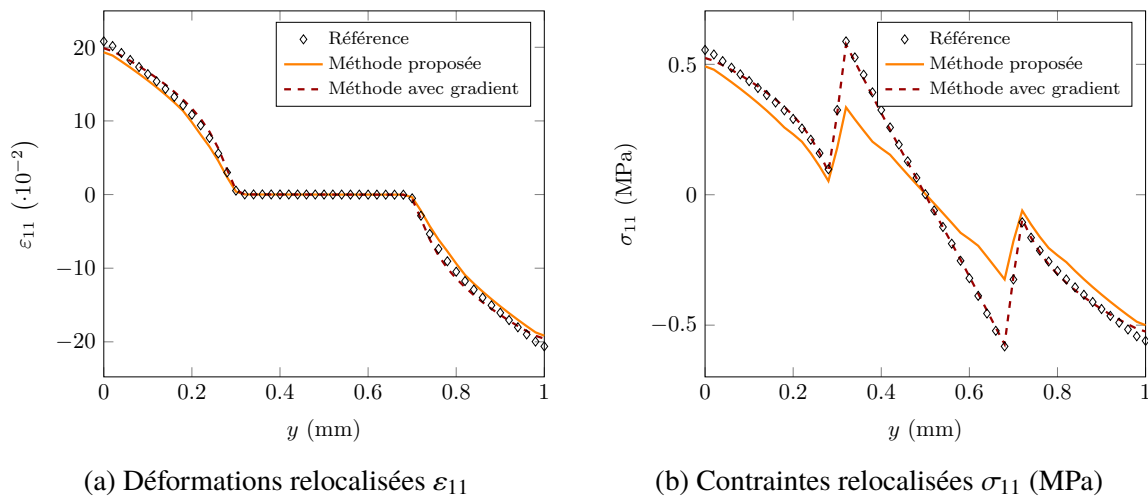 20
10
0
−10
−20
ε11 (·10−2)
0
0.2
0.4
0.6
0.8
1
y (mm)
Référence
Méthode proposée
Méthode avec gradient
(a) Déformations relocalisées ε11
0.5
0
−0.5
σ11 (MPa)
0
0.2
0.4
0.6
0.8
1
y (mm)
Référence
Méthode proposée
Méthode avec gradient
(b) Contraintes relocalisées σ11 (MPa)